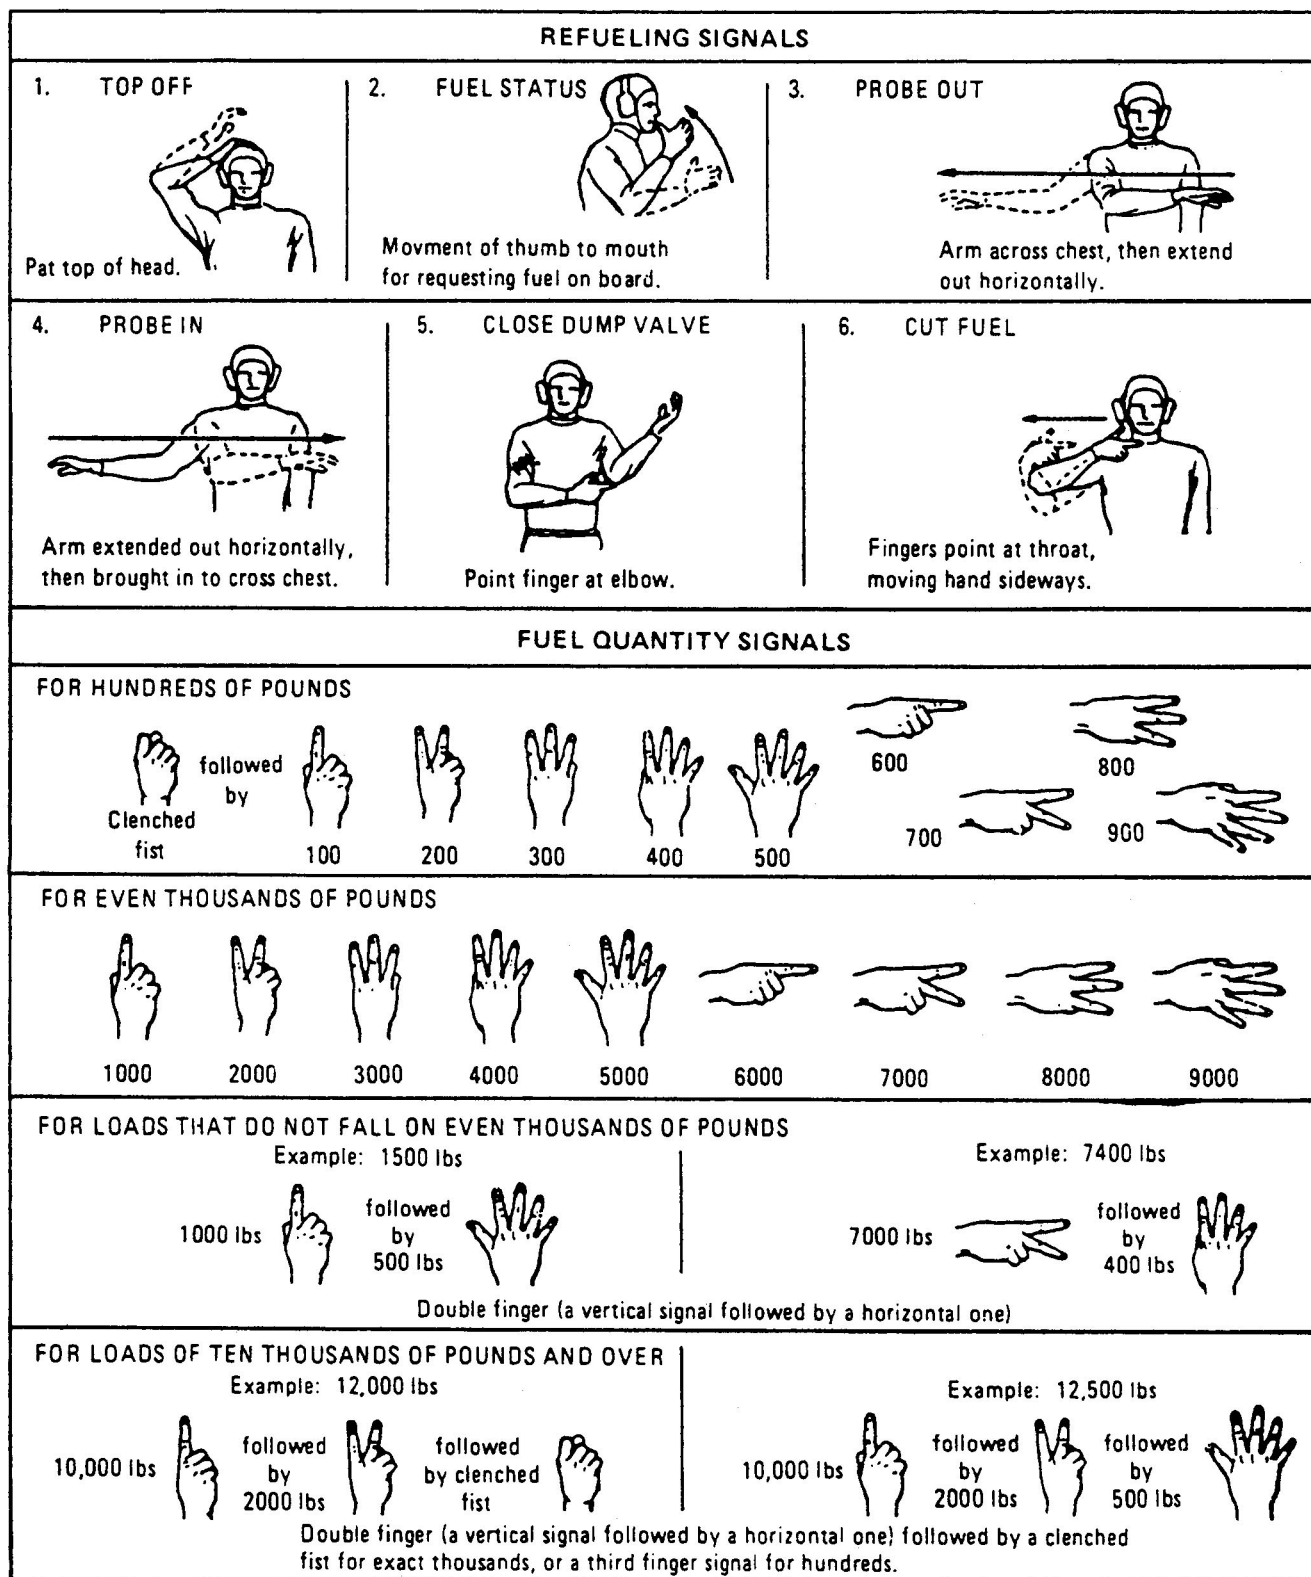 REFUELING SIGNALS
1. TOP OFF
Pat top of head.
2. FUEL STATUS
Movment of thumb to mouth
for requesting fuel on board.
3. PROBE OUT
Arm across chest, then extend
out horizontally.
4. PROBE IN
Arm extended out horizontally,
then brought in to cross chest.
5. CLOSE DUMP VALVE
Point finger at elbow.
6. CUT FUEL
Fingers point at throat,
moving hand sideways.
FUEL QUANTITY SIGNALS
FOR HUNDREDS OF POUNDS
Clenched
fist
followed
by
100
200
300
400
500
600
700
800
900
FOR EVEN THOUSANDS OF POUNDS
1000 2000 3000 4000 5000 6000 7000 8000 9000
FOR LOADS THAT DO NOT FALL ON EVEN THOUSANDS OF POUNDS
Example: 1500 lbs
1000 lbs
followed
by
500 lbs
Example: 7400 lbs
7000 lbs
followed
by
400 lbs
Double finger (a vertical signal followed by a horizontal one)
FOR LOADS OF TEN THOUSANDS OF POUNDS AND OVER
Example: 12,000 lbs
10,000 lbs
followed
by
2000 lbs
followed
by clenched
fist
Example: 12,500 lbs
10,000 lbs
followed
by
2000 lbs
followed
by
500 lbs
Double finger (a vertical signal followed by a horizontal one) followed by a clenched
fist for exact thousands, or a third finger signal for hundreds.